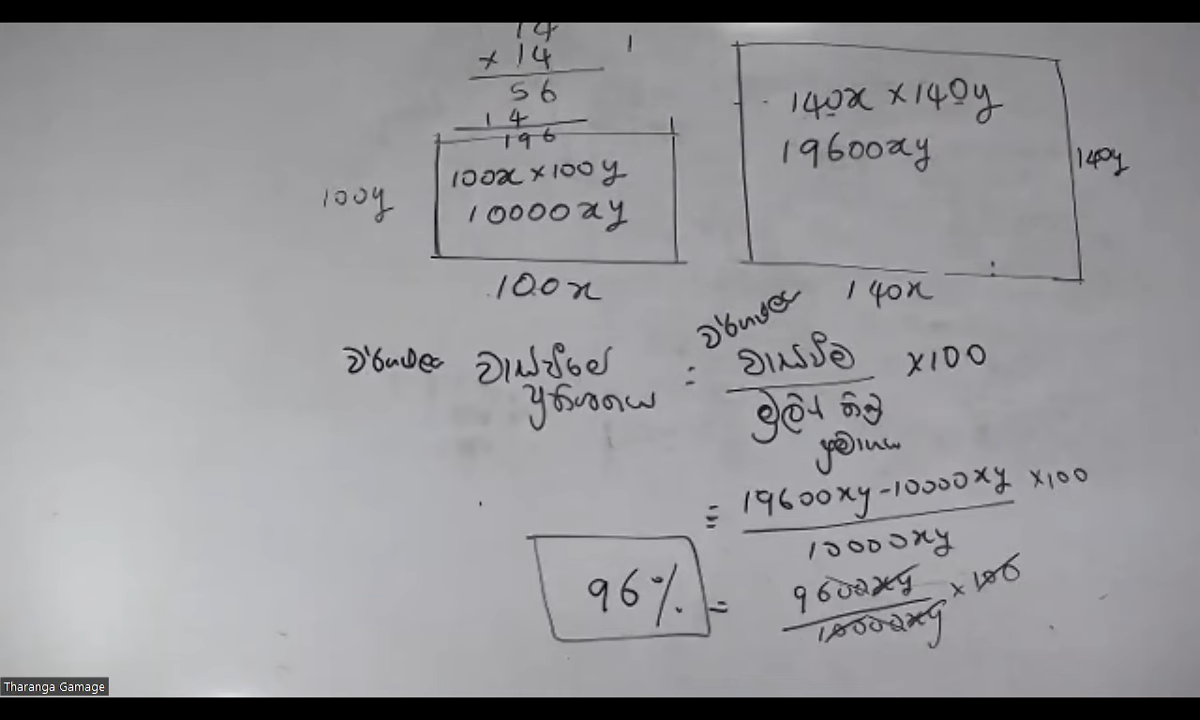 14
× 14
56
14
196
100x × 100y
10000xy
100y
100x
140x × 140y
19600xy
140y
140x
වර්ගඵල වැඩිවීමේ ප්‍රතිශතය = වර්ගඵල වැඩිවීම × 100
මුලින් තිබූ ප්‍රමාණය
= 19600xy - 10000xy × 100
10000xy
= 9600xy × 100
10000xy
96%
Tharanga Gamage